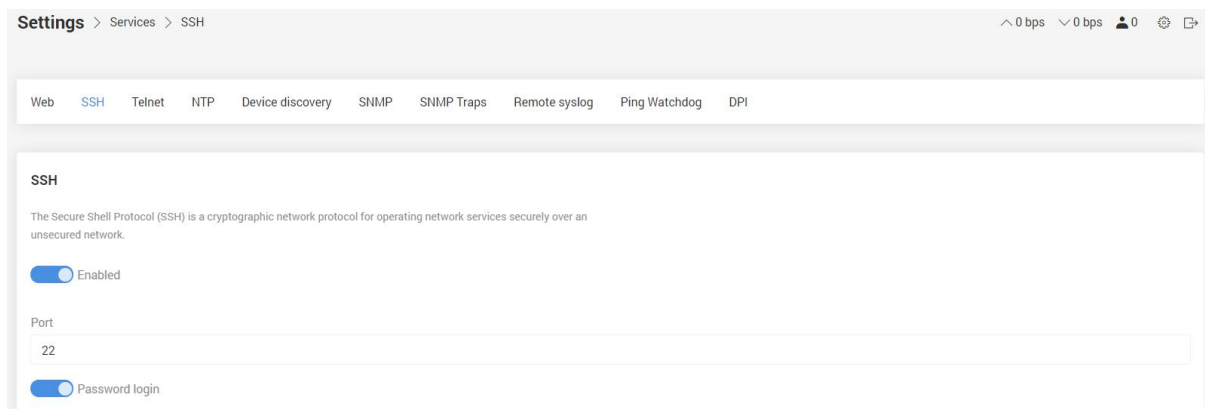 Settings > Services > SSH
0 bps 0 bps 0
Web SSH Telnet NTP Device discovery SNMP SNMP Traps Remote syslog Ping Watchdog DPI
SSH
The Secure Shell Protocol (SSH) is a cryptographic network protocol for operating network services securely over an
unsecured network.
Enabled
Port
22
Password login